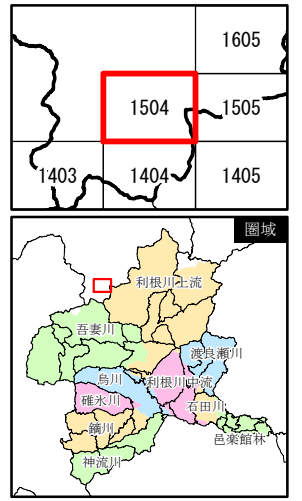 1605
1504
1505
1403
1404
1405
圏域
利根川上流
吾妻川
渡良瀬川
烏川
利根川中流
碓氷川
石田川
鏑川
邑楽館林
神流川